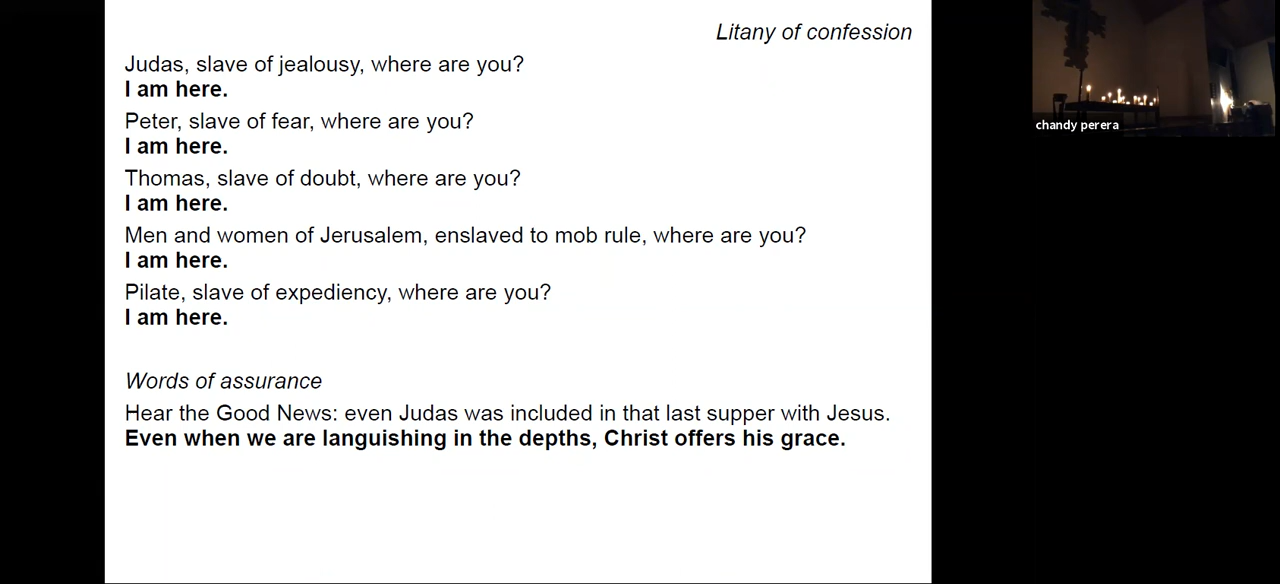 Litany of confession
Judas, slave of jealousy, where are you?
I am here.
Peter, slave of fear, where are you?
I am here.
Thomas, slave of doubt, where are you?
I am here.
Men and women of Jerusalem, enslaved to mob rule, where are you?
I am here.
Pilate, slave of expediency, where are you?
I am here.
Words of assurance
Hear the Good News: even Judas was included in that last supper with Jesus.
Even when we are languishing in the depths, Christ offers his grace.
chandy perera